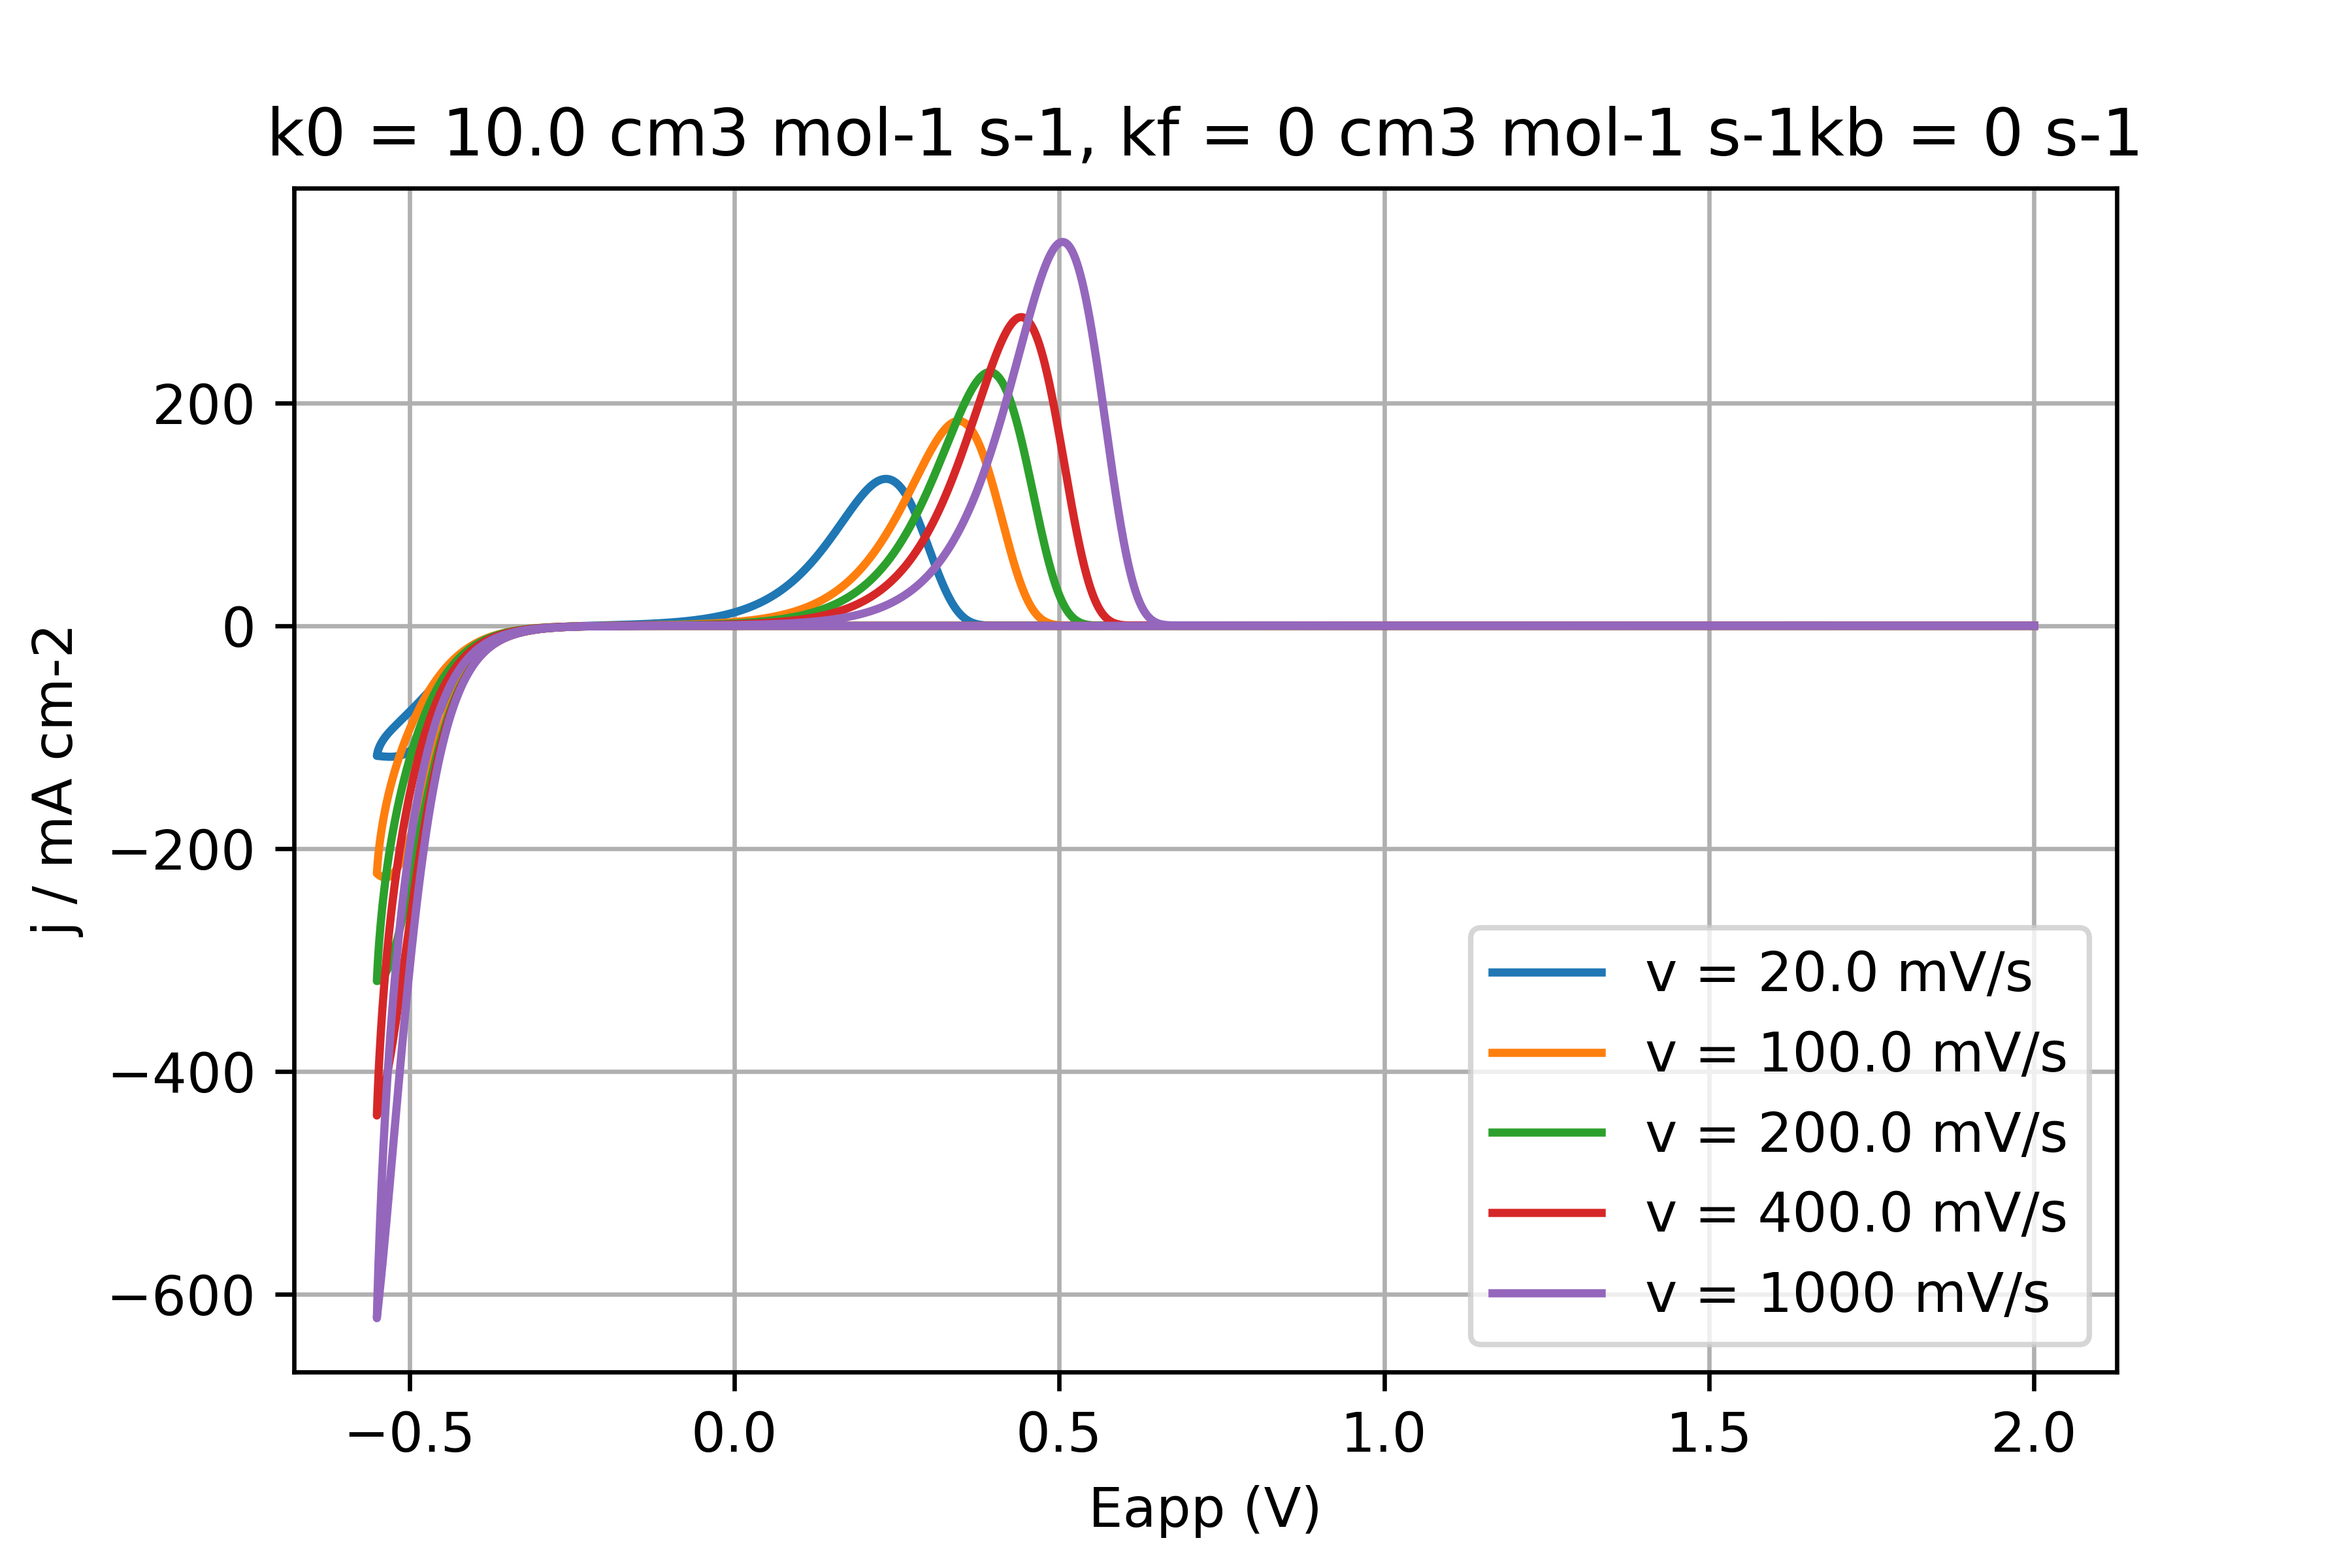 k0 = 10.0 cm3 mol-1 s-1, kf = 0 cm3 mol-1 s-1kb = 0 s-1
j / mA cm-2
200
0
−200
−400
−600
v = 20.0 mV/s
v = 100.0 mV/s
v = 200.0 mV/s
v = 400.0 mV/s
v = 1000 mV/s
−0.5 0.0 0.5 1.0 1.5 2.0
Eapp (V)